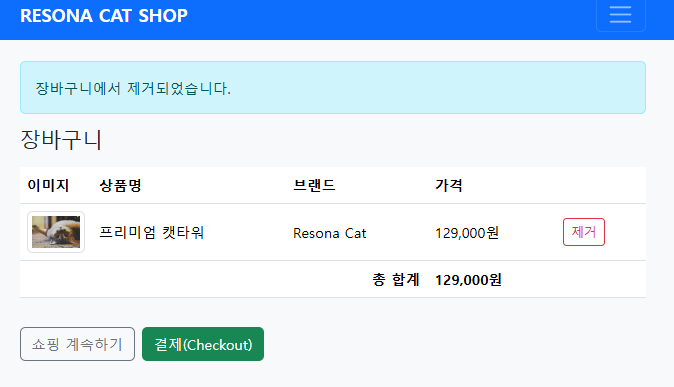 RESONA CAT SHOP
장바구니에서 제거되었습니다.
장바구니
이미지 상품명 브랜드 가격
프리미엄 캣타워 Resona Cat 129,000원 제거
총 합계 129,000원
쇼핑 계속하기 결제(Checkout)